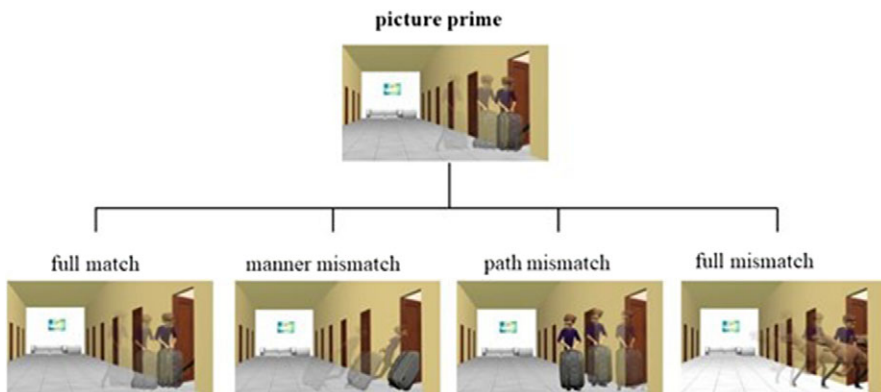 picture prime
full match
manner mismatch
path mismatch
full mismatch